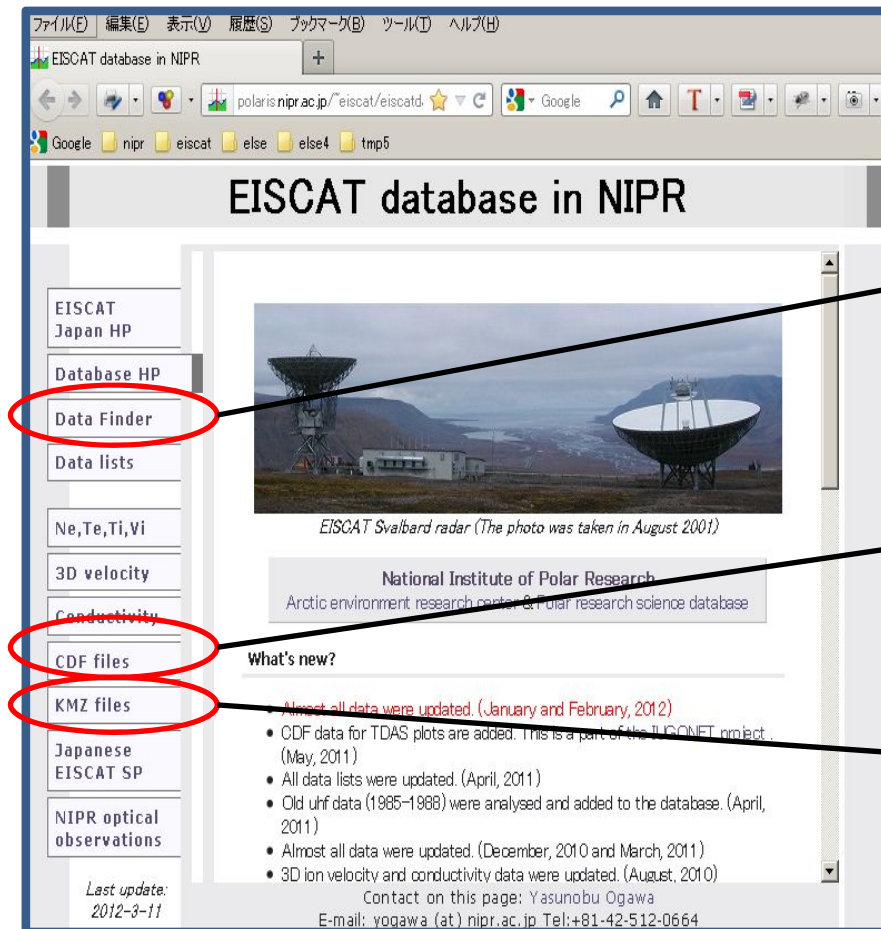 ファイル(F) 編集(E) 表示(V) 履歴(S) ブックマーク(B) ツール(T) ヘルプ(H)
EISCAT database in NIPR
polaris.nipr.ac.jp/~eiscat/eiscatd
Google
Google nipr eiscat else else4 tmp5
EISCAT database in NIPR
EISCAT
Japan HP
Database HP
Data Finder
Data lists
Ne,Te,Ti,Vi
3D velocity
Conductivity
CDF files
KMZ files
Japanese
EISCAT SP
NIPR optical
observations
Last update:
2012-3-11
EISCAT Svalbard radar (The photo was taken in August 2001)
National Institute of Polar Research
Arctic environment research center & Polar research science database
What's new?
Almost all data were updated. (January and February, 2012)
CDF data for TDAS plots are added. This is a part of the IUGONET project .
(May, 2011)
All data lists were updated. (April, 2011)
Old uhf data (1985-1988) were analysed and added to the database. (April,
2011)
Almost all data were updated. (December, 2010 and March, 2011)
3D ion velocity and conductivity data were updated. (August, 2010)
Contact on this page: Yasunobu Ogawa
E-mail: yogawa (at) nipr.ac.jp Tel:+81-42-512-0664